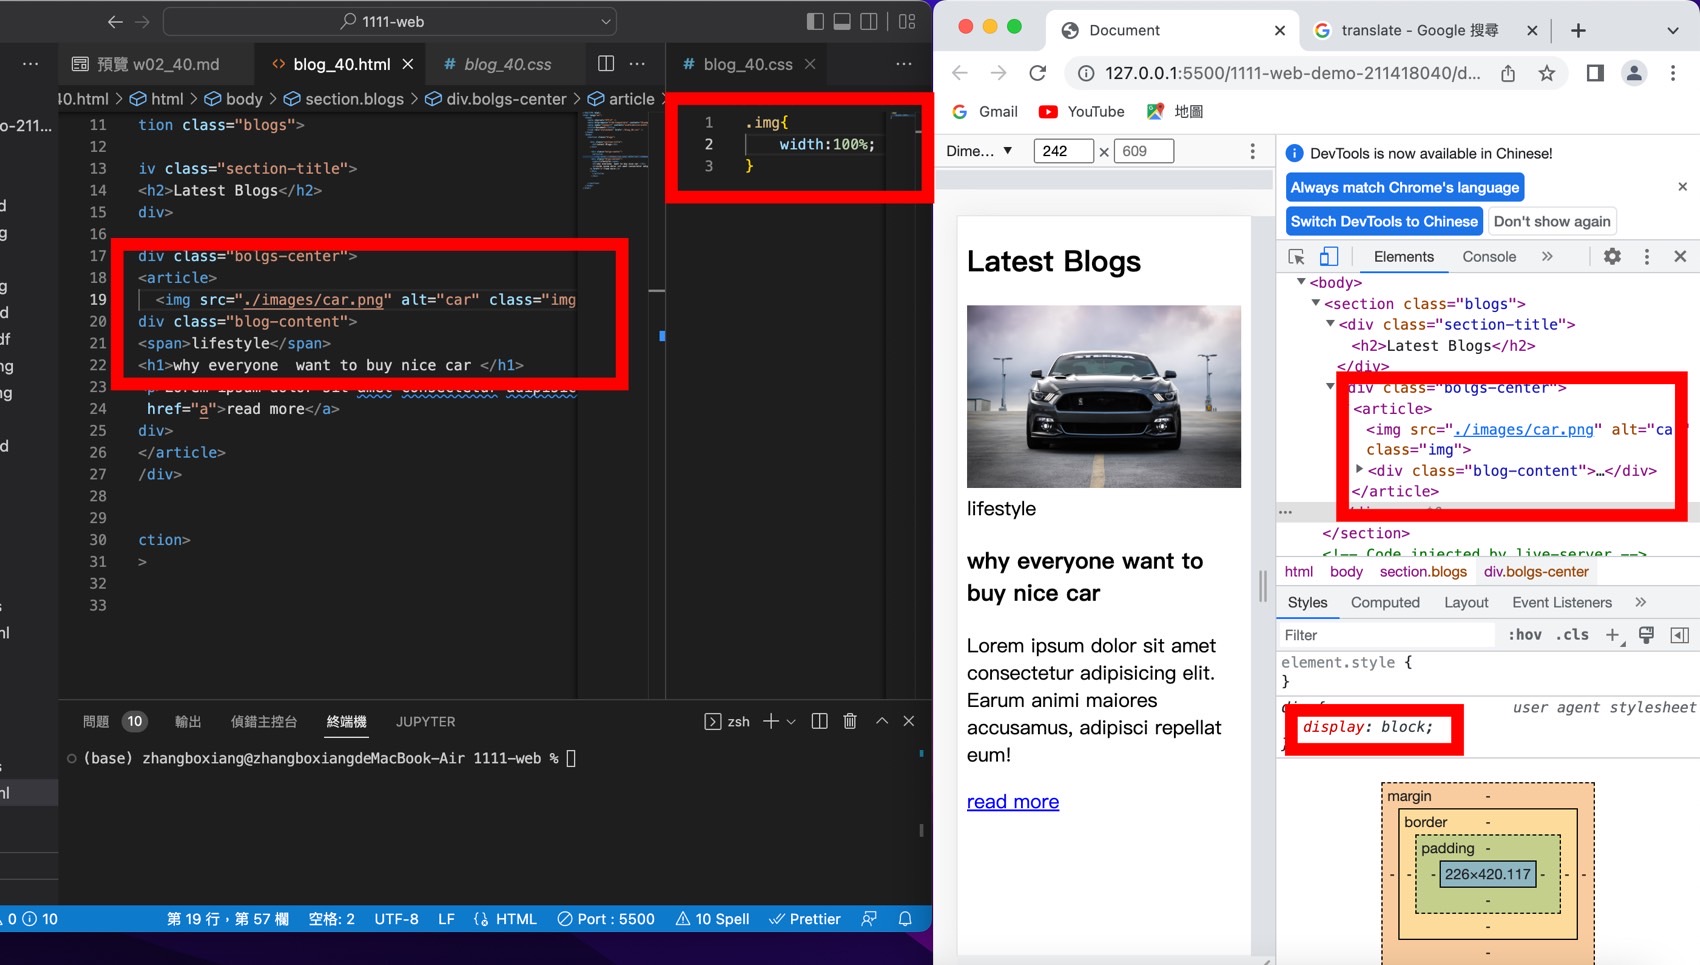 1111-web
預覽 w02_40.md
blog_40.html
blog_40.css
blog_40.css
40.html > html > body > section.blogs > div.bolgs-center > article >
o-211...
11 tion class="blogs">
12
13 iv class="section-title">
14 <h2>Latest Blogs</h2>
15 div>
16
17 div class="bolgs-center">
18 <article>
19 <img src="./images/car.png" alt="car" class="img
20 div class="blog-content">
21 <span>lifestyle</span>
22 <h1>why everyone  want to buy nice car </h1>
23 p Lorem ipsum dolor sit amet consectetur adipisic
24 href="a">read more</a>
25 div>
26 </article>
27 /div>
28
29
30 ction>
31 >
32
33
1 .img{
2 width:100%;
3 }
問題 10 輸出 偵錯主控台 終端機 JUPYTER
zsh
(base) zhangboxiang@zhangboxiangdeMacBook-Air 1111-web %
0 10 第 19 行，第 57 欄 空格: 2 UTF-8 LF HTML Port : 5500 10 Spell Prettier
Document
translate - Google 搜尋
127.0.0.1:5500/1111-web-demo-211418040/d...
Gmail YouTube 地圖
Dime... ▼ 242 × 609
Latest Blogs
STEEDA
lifestyle
why everyone want to
buy nice car
Lorem ipsum dolor sit amet
consectetur adipisicing elit.
Earum animi maiores
accusamus, adipisci repellat
eum!
read more
DevTools is now available in Chinese!
Always match Chrome's language
Switch DevTools to Chinese
Don't show again
Elements Console »
<body>
<section class="blogs">
<div class="section-title">
<h2>Latest Blogs</h2>
</div>
div class="bolgs-center">
<article>
<img src="./images/car.png" alt="ca
class="img">
<div class="blog-content">…</div>
</article>
</section>
<!-- Code injected by live-server -->
html body section.blogs div.bolgs-center
Styles Computed Layout Event Listeners »
Filter :hov .cls +
element.style {
}
user agent stylesheet
display: block;
}
margin -
border -
padding -
- - - 226×420.117 - - -
-
-
-